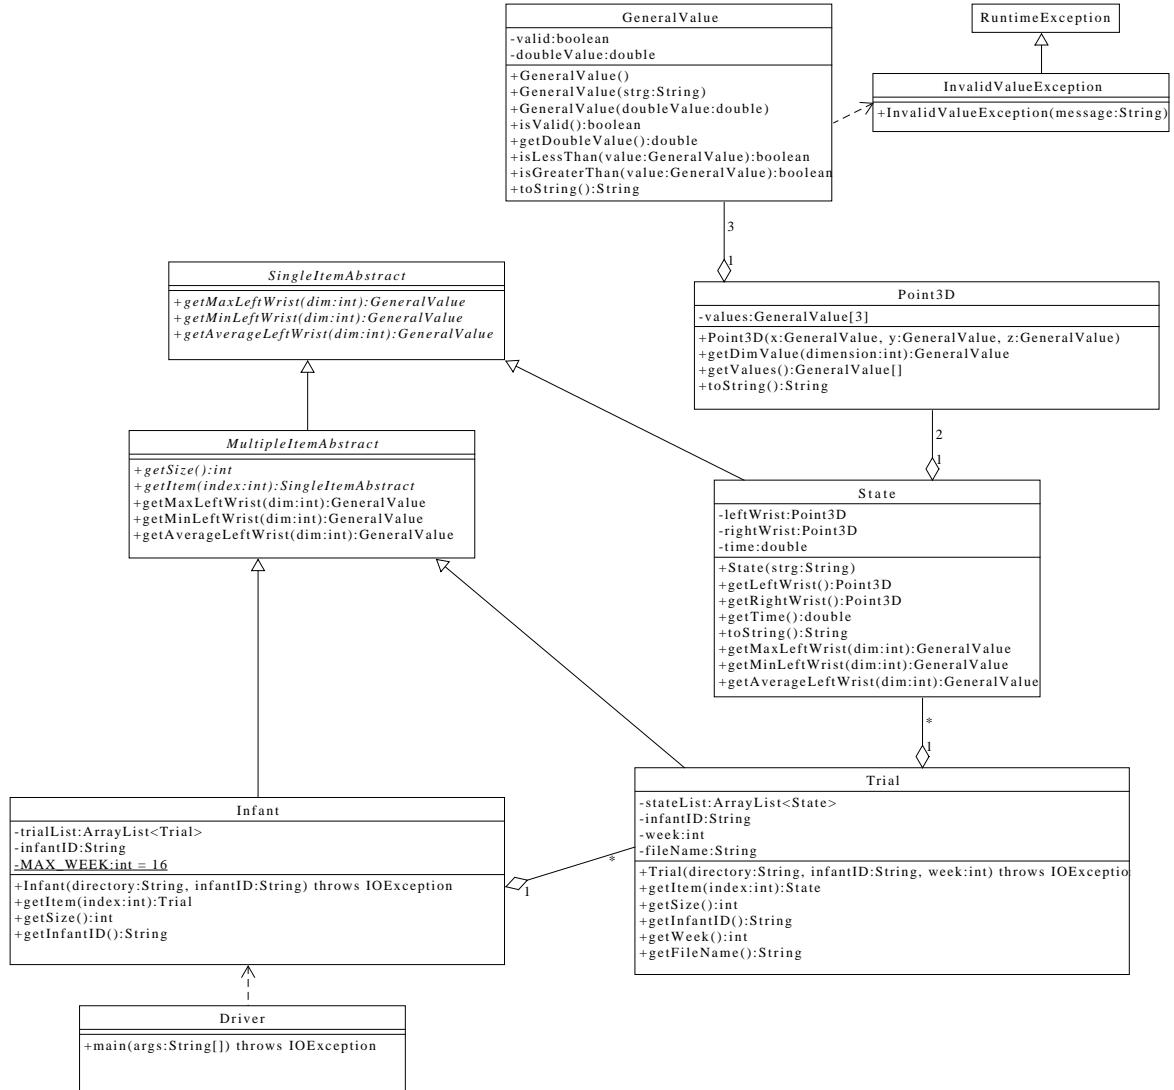 GeneralValue
-valid:boolean
-doubleValue:double
+GeneralValue()
+GeneralValue(strg:String)
+GeneralValue(doubleValue:double)
+isValid():boolean
+getDoubleValue():double
+isLessThan(value:GeneralValue):boolean
+isGreaterThan(value:GeneralValue):boolean
+toString():String
RuntimeException
InvalidValueException
+InvalidValueException(message:String)
3
1
SingleItemAbstract
+getMaxLeftWrist(dim:int):GeneralValue
+getMinLeftWrist(dim:int):GeneralValue
+getAverageLeftWrist(dim:int):GeneralValue
Point3D
-values:GeneralValue[3]
+Point3D(x:GeneralValue, y:GeneralValue, z:GeneralValue)
+getDimValue(dimension:int):GeneralValue
+getValues():GeneralValue[]
+toString():String
2
1
MultipleItemAbstract
+getSize():int
+getItem(index:int):SingleItemAbstract
+getMaxLeftWrist(dim:int):GeneralValue
+getMinLeftWrist(dim:int):GeneralValue
+getAverageLeftWrist(dim:int):GeneralValue
State
-leftWrist:Point3D
-rightWrist:Point3D
-time:double
+State(strg:String)
+getLeftWrist():Point3D
+getRightWrist():Point3D
+getTime():double
+toString():String
+getMaxLeftWrist(dim:int):GeneralValue
+getMinLeftWrist(dim:int):GeneralValue
+getAverageLeftWrist(dim:int):GeneralValue
*
1
Trial
-stateList:ArrayList<State>
-infantID:String
-week:int
-fileName:String
+Trial(directory:String, infantID:String, week:int) throws IOExceptio
+getItem(index:int):State
+getSize():int
+getInfantID():String
+getWeek():int
+getFileName():String
Infant
-trialList:ArrayList<Trial>
-infantID:String
-MAX_WEEK:int = 16
+Infant(directory:String, infantID:String) throws IOException
+getItem(index:int):Trial
+getSize():int
+getInfantID():String
*
1
Driver
+main(args:String[]) throws IOException